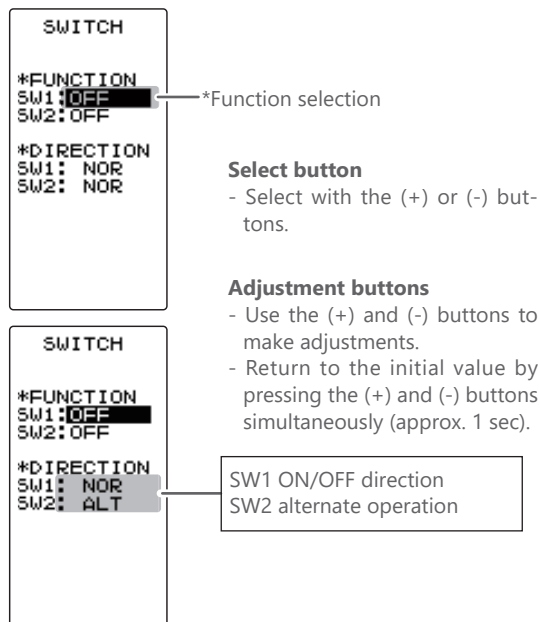 SWITCH
*FUNCTION
SW1:OFF
SW2:OFF
*DIRECTION
SW1: NOR
SW2: NOR
*Function selection
Select button
- Select with the (+) or (-) but-
tons.
Adjustment buttons
- Use the (+) and (-) buttons to
make adjustments.
- Return to the initial value by
pressing the (+) and (-) buttons
simultaneously (approx. 1 sec).
SWITCH
*FUNCTION
SW1:OFF
SW2:OFF
*DIRECTION
SW1: NOR
SW2: ALT
SW1 ON/OFF direction
SW2 alternate operation